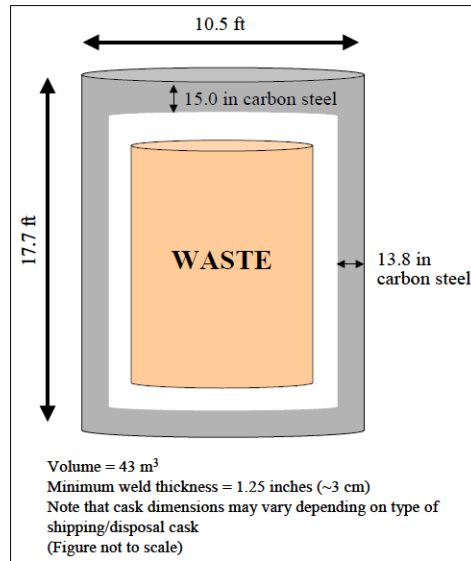 10.5 ft
15.0 in carbon steel
17.7 ft
WASTE
13.8 in
carbon steel
Volume = 43 m³
Minimum weld thickness = 1.25 inches (~3 cm)
Note that cask dimensions may vary depending on type of
shipping/disposal cask
(Figure not to scale)